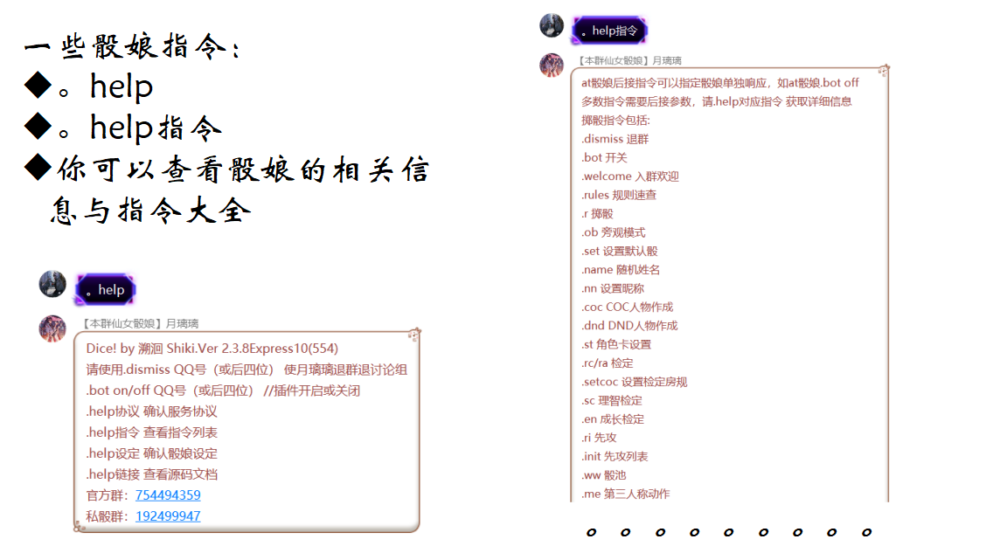 一些骰娘指令：
◆。help
◆。help指令
◆你可以查看骰娘的相关信
息与指令大全
。help
【本群仙女骰娘】月璃璃
Dice! by 溯洄 Shiki.Ver 2.3.8Express10(554)
请使用.dismiss QQ号（或后四位） 使月璃璃退群退讨论组
.bot on/off QQ号（或后四位） //插件开启或关闭
.help协议 确认服务协议
.help指令 查看指令列表
.help设定 确认骰娘设定
.help链接 查看源码文档
官方群：754494359
私骰群：192499947
。help指令
【本群仙女骰娘】月璃璃
at骰娘后接指令可以指定骰娘单独响应，如at骰娘.bot off
多数指令需要后接参数，请.help对应指令 获取详细信息
掷骰指令包括:
.dismiss 退群
.bot 开关
.welcome 入群欢迎
.rules 规则速查
.r 掷骰
.ob 旁观模式
.set 设置默认骰
.name 随机姓名
.nn 设置昵称
.coc COC人物作成
.dnd DND人物作成
.st 角色卡设置
.rc/ra 检定
.setcoc 设置检定房规
.sc 理智检定
.en 成长检定
.ri 先攻
.init 先攻列表
.ww 骰池
.me 第三人称动作
。。。。。。。。。